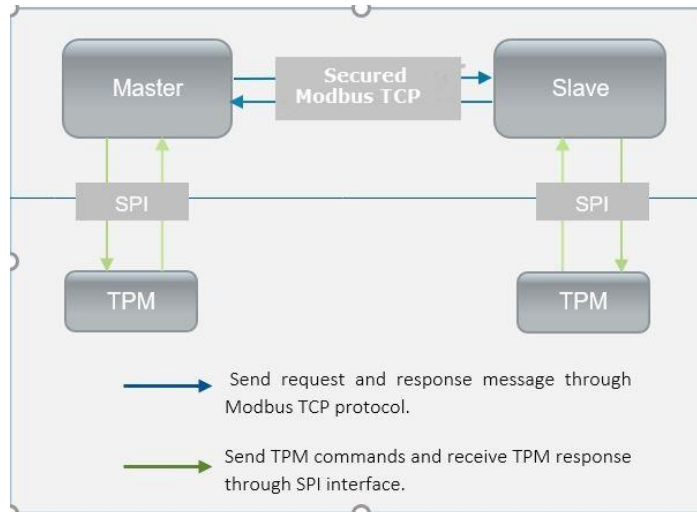 Master
Secured
Modbus TCP
Slave
SPI
SPI
TPM
TPM
Send request and response message through
Modbus TCP protocol.
Send TPM commands and receive TPM response
through SPI interface.